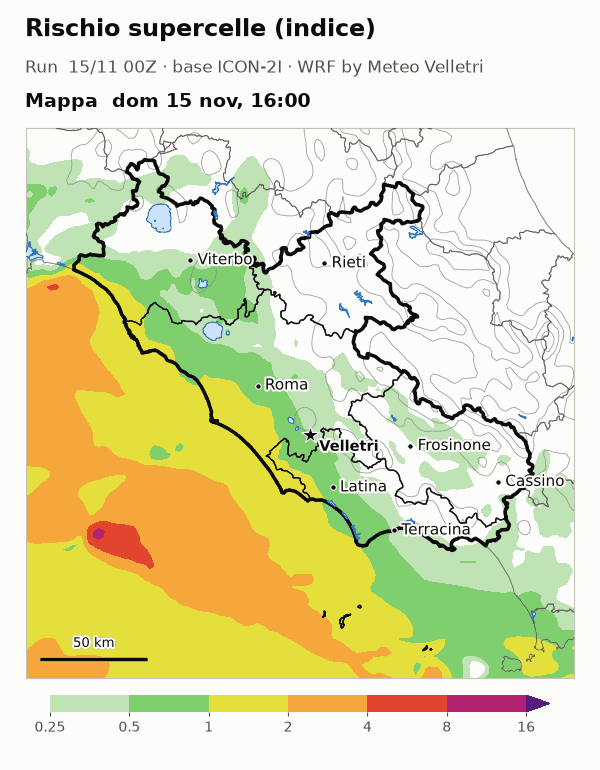 Rischio supercelle (indice)
Run  15/11 00Z · base ICON-2I · WRF by Meteo Velletri
Mappa  dom 15 nov, 16:00
Viterbo
Rieti
Roma
Velletri
Frosinone
Cassino
Latina
Terracina
50 km
0.25 0.5 1 2 4 8 16